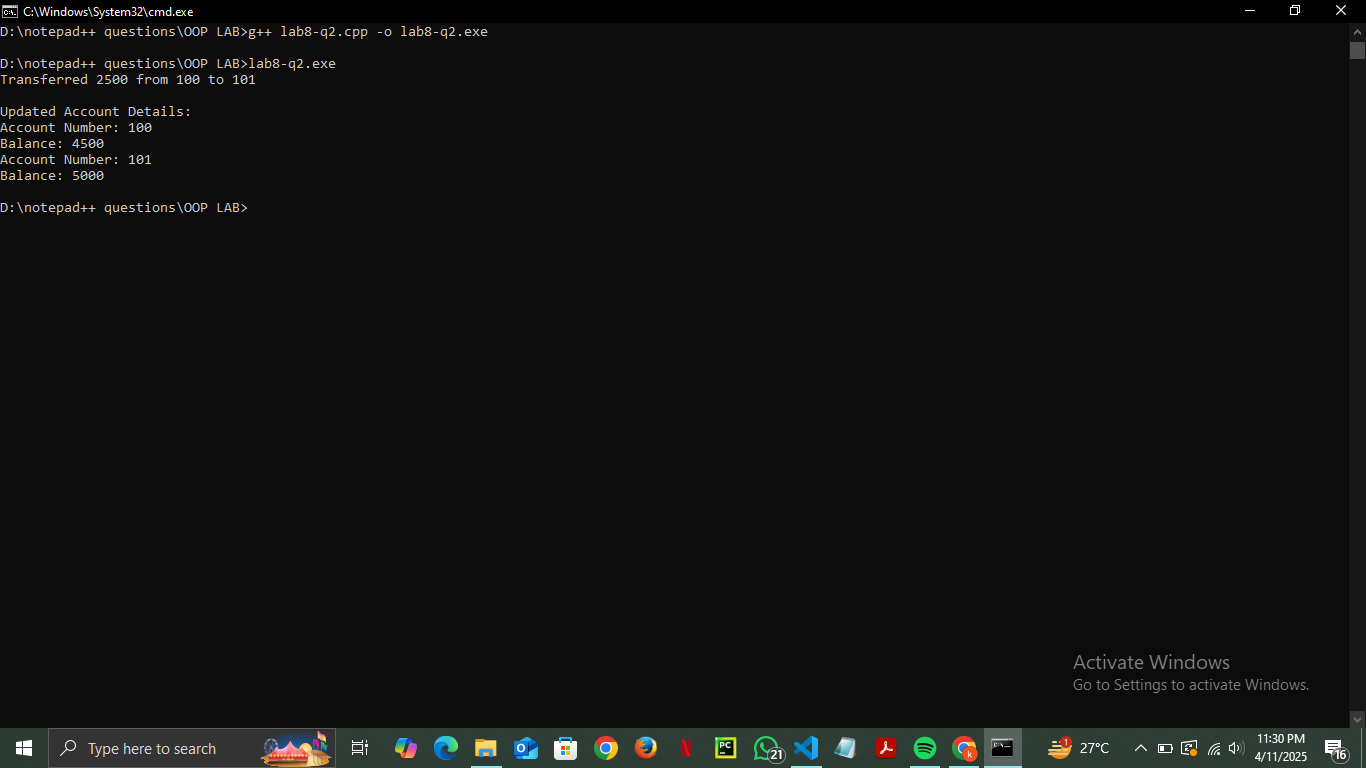 C:\Windows\System32\cmd.exe
D:\notepad++ questions\OOP LAB>g++ lab8-q2.cpp -o lab8-q2.exe
D:\notepad++ questions\OOP LAB>lab8-q2.exe
Transferred 2500 from 100 to 101
Updated Account Details:
Account Number: 100
Balance: 4500
Account Number: 101
Balance: 5000
D:\notepad++ questions\OOP LAB>
Activate Windows
Go to Settings to activate Windows.
Type here to search
PC
21
k
1
27°C
11:30 PM
4/11/2025
16